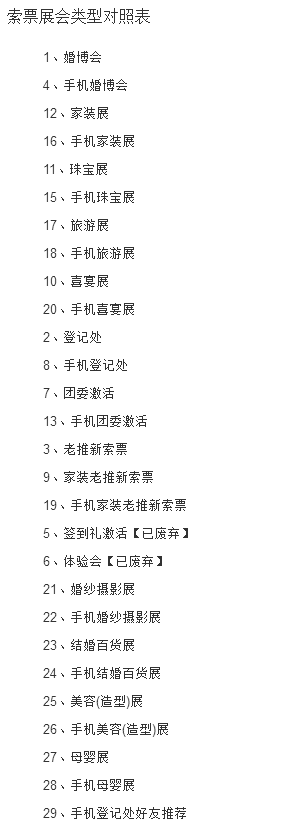 索票展会类型对照表
1、婚博会
4、手机婚博会
12、家装展
16、手机家装展
11、珠宝展
15、手机珠宝展
17、旅游展
18、手机旅游展
10、喜宴展
20、手机喜宴展
2、登记处
8、手机登记处
7、团委激活
13、手机团委激活
3、老推新索票
9、家装老推新索票
19、手机家装老推新索票
5、签到礼激活【已废弃】
6、体验会【已废弃】
21、婚纱摄影展
22、手机婚纱摄影展
23、结婚百货展
24、手机结婚百货展
25、美容(造型)展
26、手机美容(造型)展
27、母婴展
28、手机母婴展
29、手机登记处好友推荐